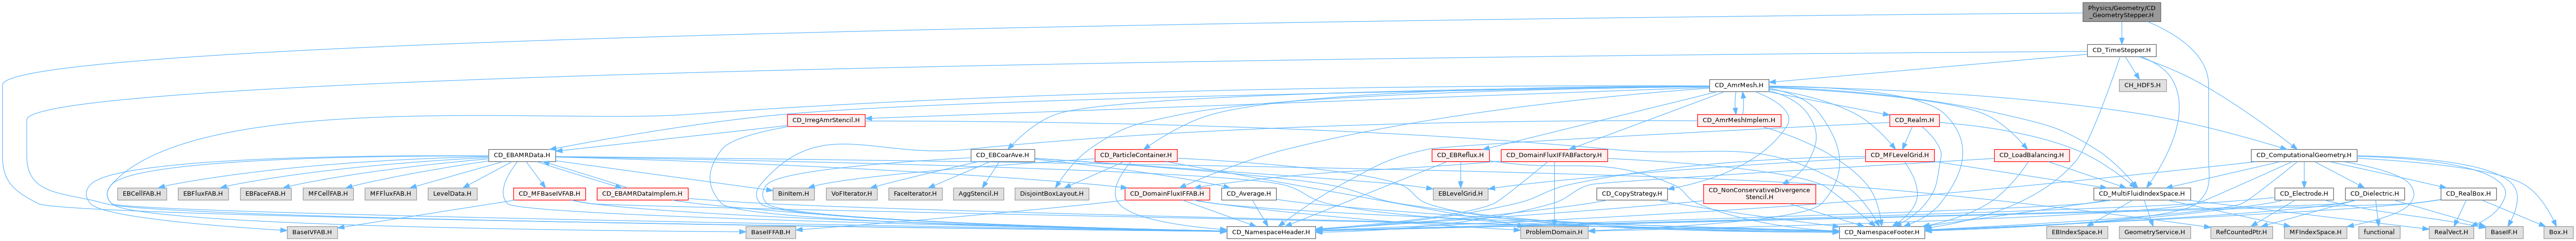 Physics/Geometry/CD
_GeometryStepper.H
CD_TimeStepper.H
CD_AmrMesh.H
CH_HDF5.H
CD_IrregAmrStencil.H
CD_AmrMeshImplem.H
CD_Realm.H
CD_EBAMRData.H
CD_EBCoarAve.H
CD_ParticleContainer.H
CD_EBReflux.H
CD_DomainFluxIFFABFactory.H
CD_MFLevelGrid.H
CD_LoadBalancing.H
CD_ComputationalGeometry.H
EBCellFAB.H
EBFluxFAB.H
EBFaceFAB.H
MFCellFAB.H
MFFluxFAB.H
LevelData.H
CD_MFBaseIVFAB.H
CD_EBAMRDataImplem.H
BinItem.H
VoFIterator.H
FaceIterator.H
AggStencil.H
DisjointBoxLayout.H
CD_DomainFluxIFFAB.H
CD_Average.H
EBLevelGrid.H
CD_CopyStrategy.H
CD_NonConservativeDivergence
Stencil.H
CD_MultiFluidIndexSpace.H
CD_Electrode.H
CD_Dielectric.H
CD_RealBox.H
BaseIVFAB.H
CD_NamespaceHeader.H
BaseIFFAB.H
ProblemDomain.H
CD_NamespaceFooter.H
EBIndexSpace.H
GeometryService.H
RefCountedPtr.H
MFIndexSpace.H
functional
RealVect.H
BaseIF.H
Box.H